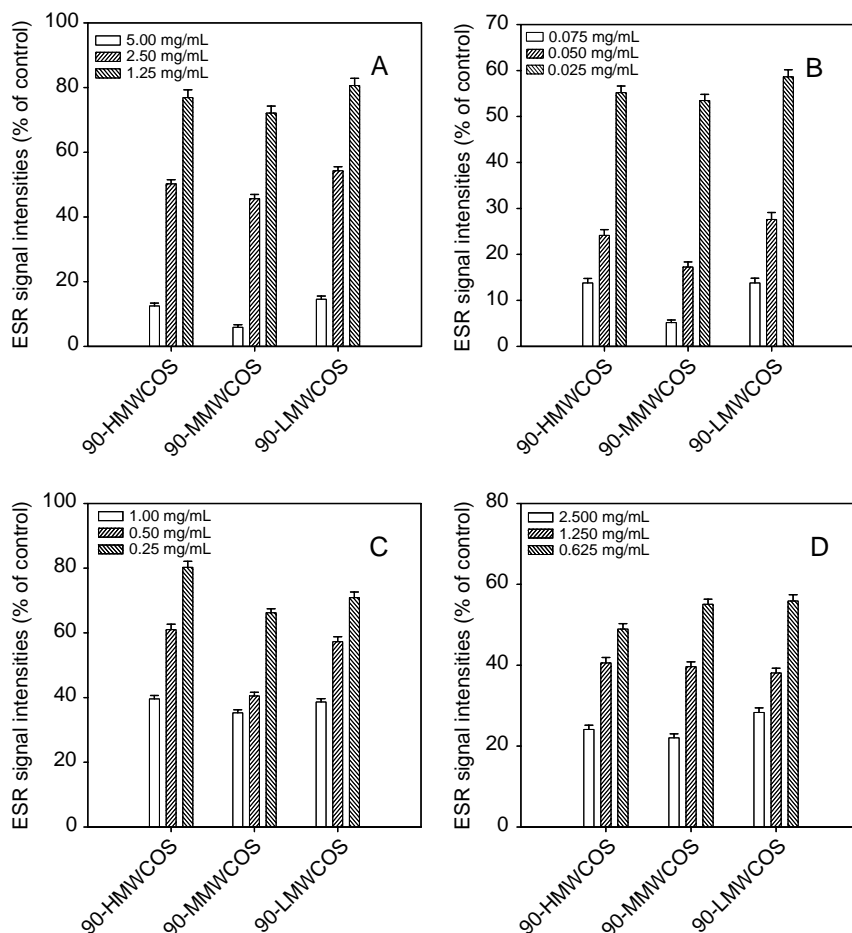 ESR signal intensities (% of control)
100
80
60
40
20
0
5.00 mg/mL
2.50 mg/mL
1.25 mg/mL
A
90-HMWCOS
90-MMWCOS
90-LMWCOS
ESR signal intensities (% of control)
70
60
50
40
30
20
10
0
0.075 mg/mL
0.050 mg/mL
0.025 mg/mL
B
90-HMWCOS
90-MMWCOS
90-LMWCOS
ESR signal intensities (% of control)
100
80
60
40
20
0
1.00 mg/mL
0.50 mg/mL
0.25 mg/mL
C
90-HMWCOS
90-MMWCOS
90-LMWCOS
ESR signal intensities (% of control)
80
60
40
20
0
2.500 mg/mL
1.250 mg/mL
0.625 mg/mL
D
90-HMWCOS
90-MMWCOS
90-LMWCOS